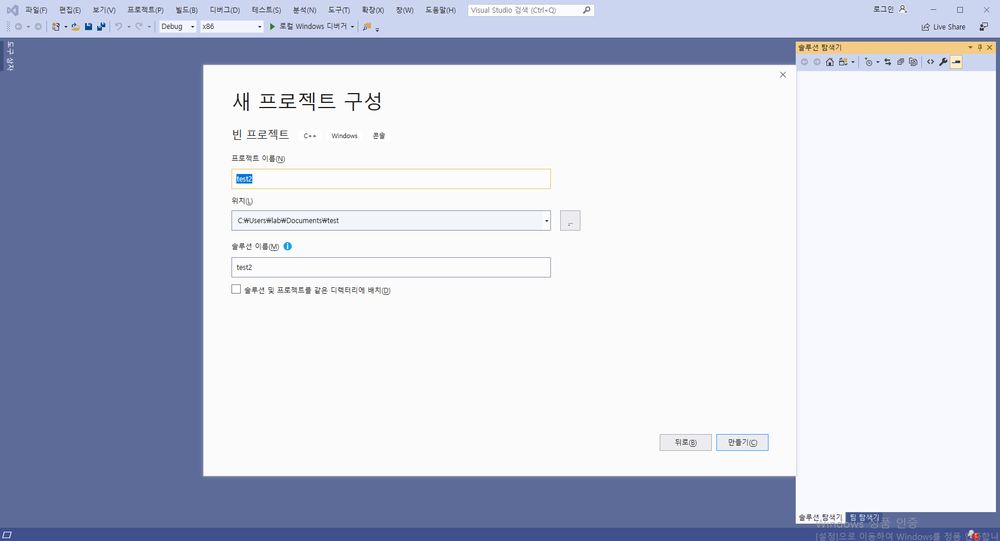 파일(F) 편집(E) 보기(V) 프로젝트(P) 빌드(B) 디버그(D) 테스트(S) 분석(N) 도구(T) 확장(X) 창(W) 도움말(H) Visual Studio 검색 (Ctrl+Q) 로그인
Debug x86 로컬 Windows 디버거 Live Share
도구 상자
솔루션 탐색기
새 프로젝트 구성
빈 프로젝트 C++ Windows 콘솔
프로젝트 이름(N)
test2
위치(L)
C:₩Users₩lab₩Documents₩test
...
솔루션 이름(M)
test2
솔루션 및 프로젝트를 같은 디렉터리에 배치(D)
뒤로(B) 만들기(C)
솔루션 탐색기 팀 탐색기
Windows 정품 인증
[설정]으로 이동하여 Windows를 정품 인증합니